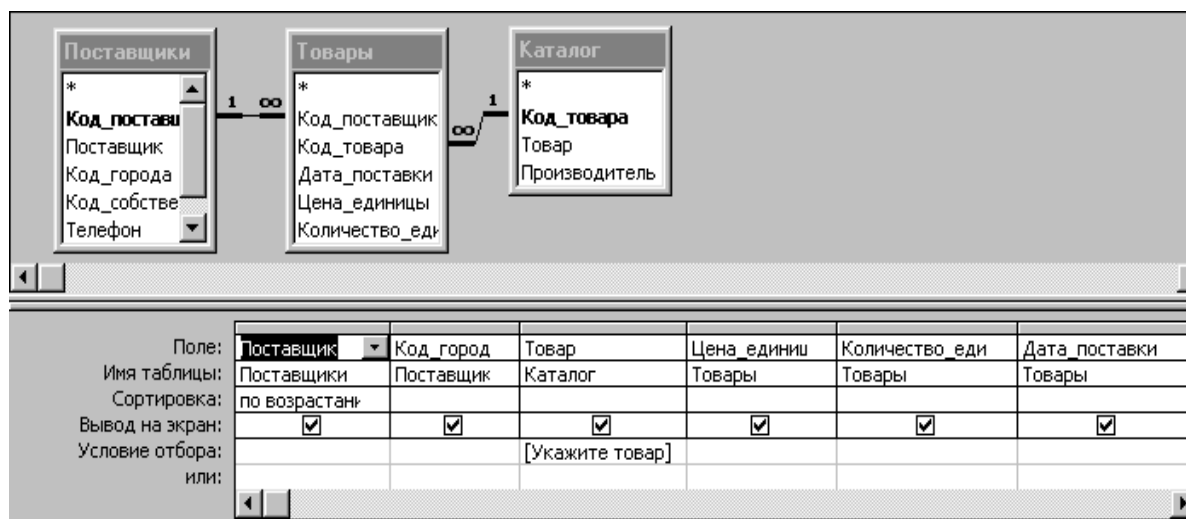 Поставщики
*
Код_постави
Поставщик
Код_города
Код_собстве
Телефон
1 ∞
Товары
*
Код_поставщик
Код_товара
Дата_поставки
Цена_единицы
Количество_еди
∞ 1
Каталог
*
Код_товара
Товар
Производитель
Поле: Поставщик Код_город Товар Цена_единиц Количество_еди Дата_поставки
Имя таблицы: Поставщики Поставщик Каталог Товары Товары Товары
Сортировка: по возрастани
Вывод на экран:
Условие отбора: [Укажите товар]
или: